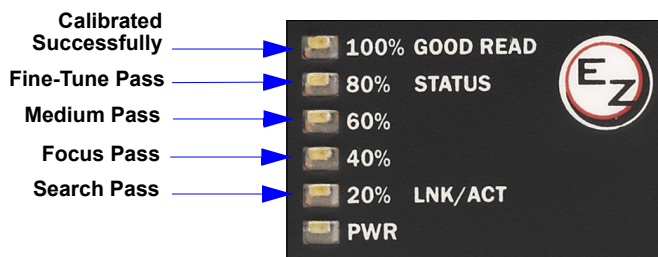 Calibrated
Successfully
100% GOOD READ
Fine-Tune Pass
80% STATUS
Medium Pass
60%
Focus Pass
40%
Search Pass
20% LNK/ACT
PWR
EZ